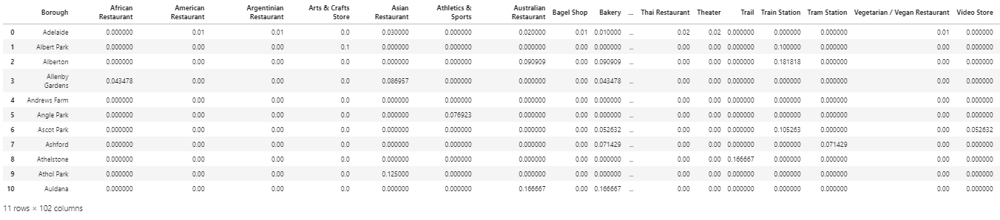 Borough African Restaurant American Restaurant Argentinian Restaurant Arts & Crafts Store Asian Restaurant Athletics & Sports Australian Restaurant Bagel Shop Bakery ... Thai Restaurant Theater Trail Train Station Tram Station Vegetarian / Vegan Restaurant Video Store
0 Adelaide 0.000000 0.01 0.01 0.0 0.030000 0.000000 0.020000 0.01 0.010000 ... 0.02 0.02 0.000000 0.000000 0.000000 0.01 0.000000
1 Albert Park 0.000000 0.00 0.00 0.1 0.000000 0.000000 0.000000 0.00 0.000000 ... 0.00 0.00 0.000000 0.100000 0.000000 0.00 0.000000
2 Alberton 0.000000 0.00 0.00 0.0 0.000000 0.000000 0.090909 0.00 0.090909 ... 0.00 0.00 0.000000 0.181818 0.000000 0.00 0.000000
3 Allenby Gardens 0.043478 0.00 0.00 0.0 0.086957 0.000000 0.000000 0.00 0.043478 ... 0.00 0.00 0.000000 0.000000 0.000000 0.00 0.000000
4 Andrews Farm 0.000000 0.00 0.00 0.0 0.000000 0.000000 0.000000 0.00 0.000000 ... 0.00 0.00 0.000000 0.000000 0.000000 0.00 0.000000
5 Angle Park 0.000000 0.00 0.00 0.0 0.000000 0.076923 0.000000 0.00 0.000000 ... 0.00 0.00 0.000000 0.000000 0.000000 0.00 0.000000
6 Ascot Park 0.000000 0.00 0.00 0.0 0.000000 0.000000 0.000000 0.00 0.052632 ... 0.00 0.00 0.000000 0.105263 0.000000 0.00 0.052632
7 Ashford 0.000000 0.00 0.00 0.0 0.000000 0.000000 0.000000 0.00 0.071429 ... 0.00 0.00 0.000000 0.000000 0.071429 0.00 0.000000
8 Athelstone 0.000000 0.00 0.00 0.0 0.000000 0.000000 0.000000 0.00 0.000000 ... 0.00 0.00 0.166667 0.000000 0.000000 0.00 0.000000
9 Athol Park 0.000000 0.00 0.00 0.0 0.125000 0.000000 0.000000 0.00 0.000000 ... 0.00 0.00 0.000000 0.000000 0.000000 0.00 0.000000
10 Auldana 0.000000 0.00 0.00 0.0 0.000000 0.000000 0.166667 0.00 0.166667 ... 0.00 0.00 0.000000 0.000000 0.000000 0.00 0.000000
11 rows × 102 columns